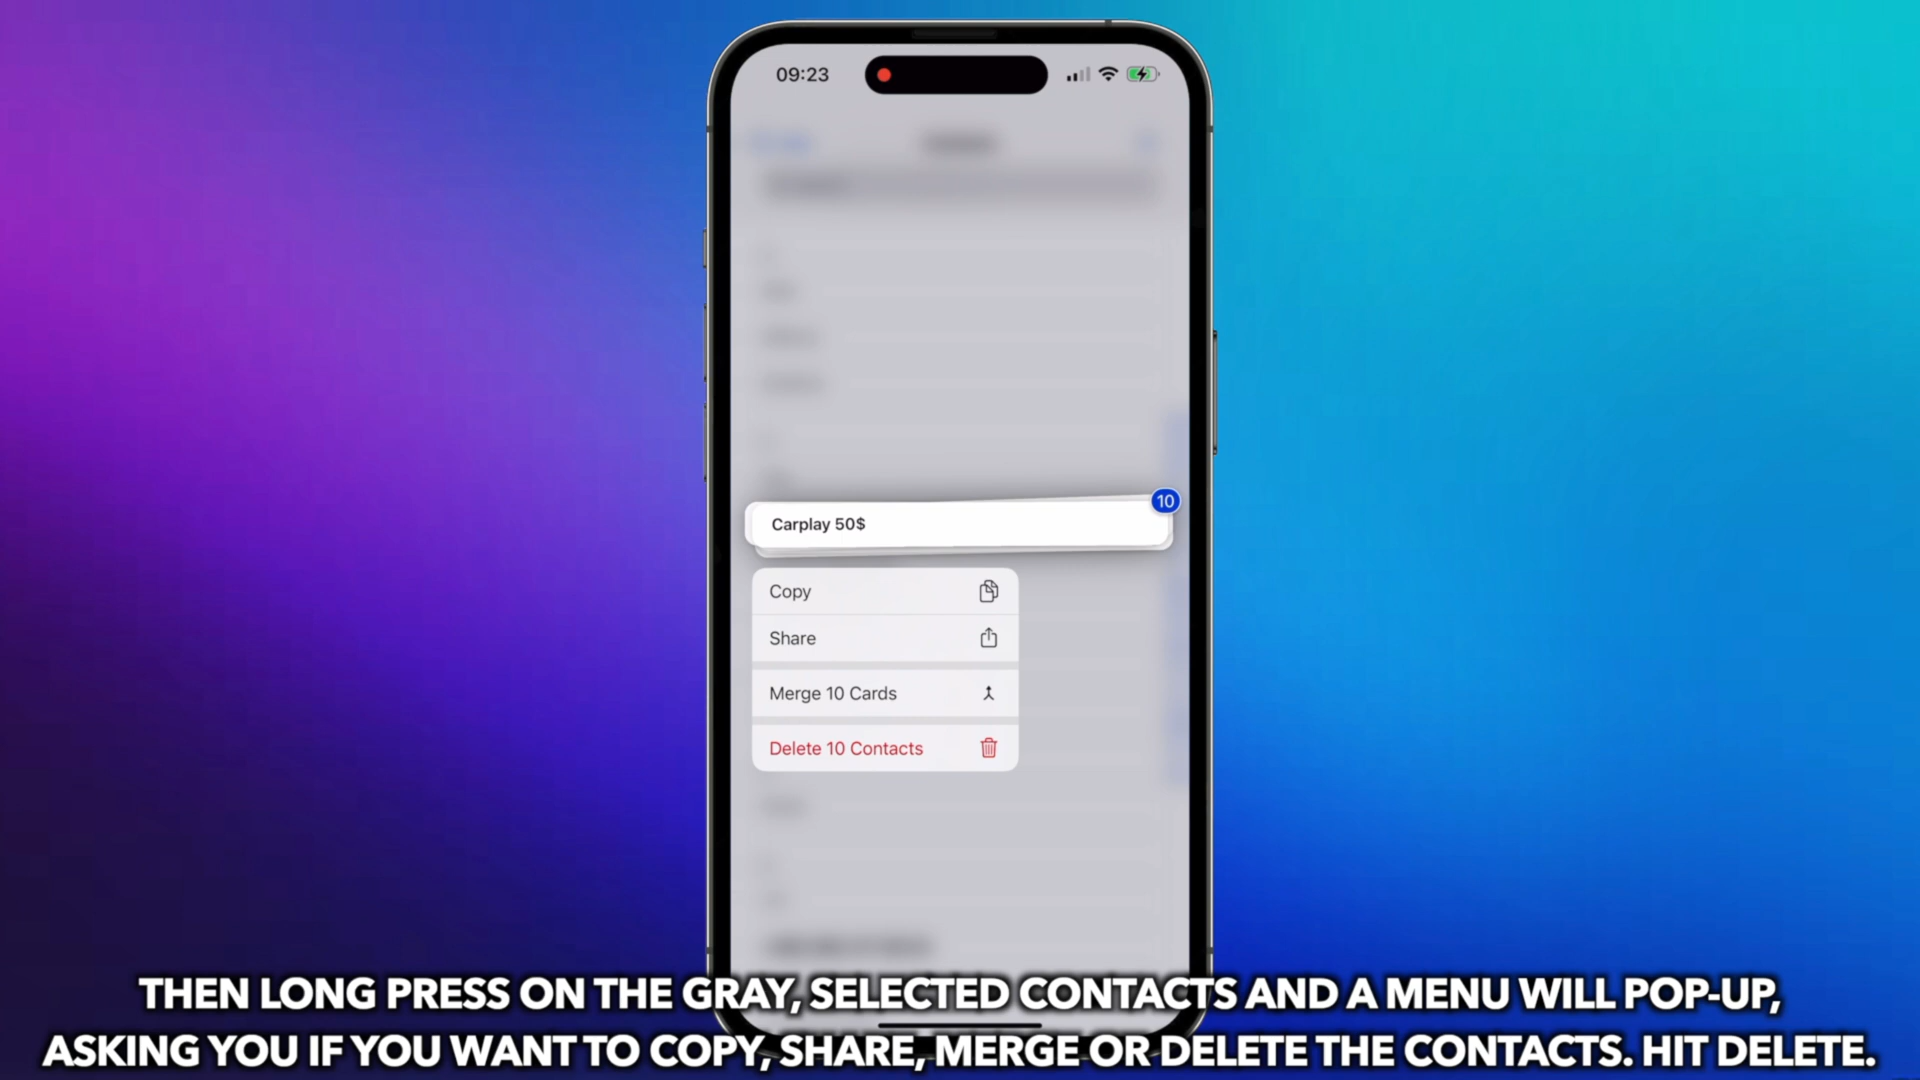 09:23
10
Carplay 50$
Copy
Share
Merge 10 Cards
Delete 10 Contacts
THEN LONG PRESS ON THE GRAY, SELECTED CONTACTS AND A MENU WILL POP-UP,
ASKING YOU IF YOU WANT TO COPY, SHARE, MERGE OR DELETE THE CONTACTS. HIT DELETE.